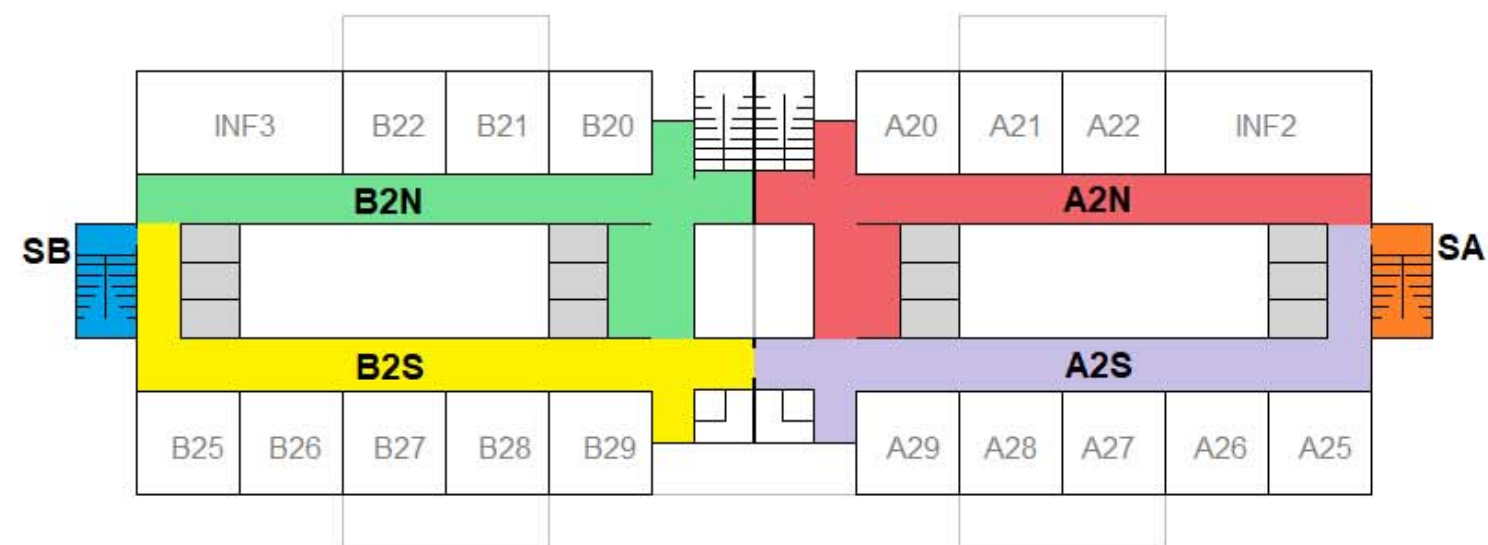 INF3 B22 B21 B20 A20 A21 A22 INF2
B2N A2N
SB SA
B2S A2S
B25 B26 B27 B28 B29 A29 A28 A27 A26 A25